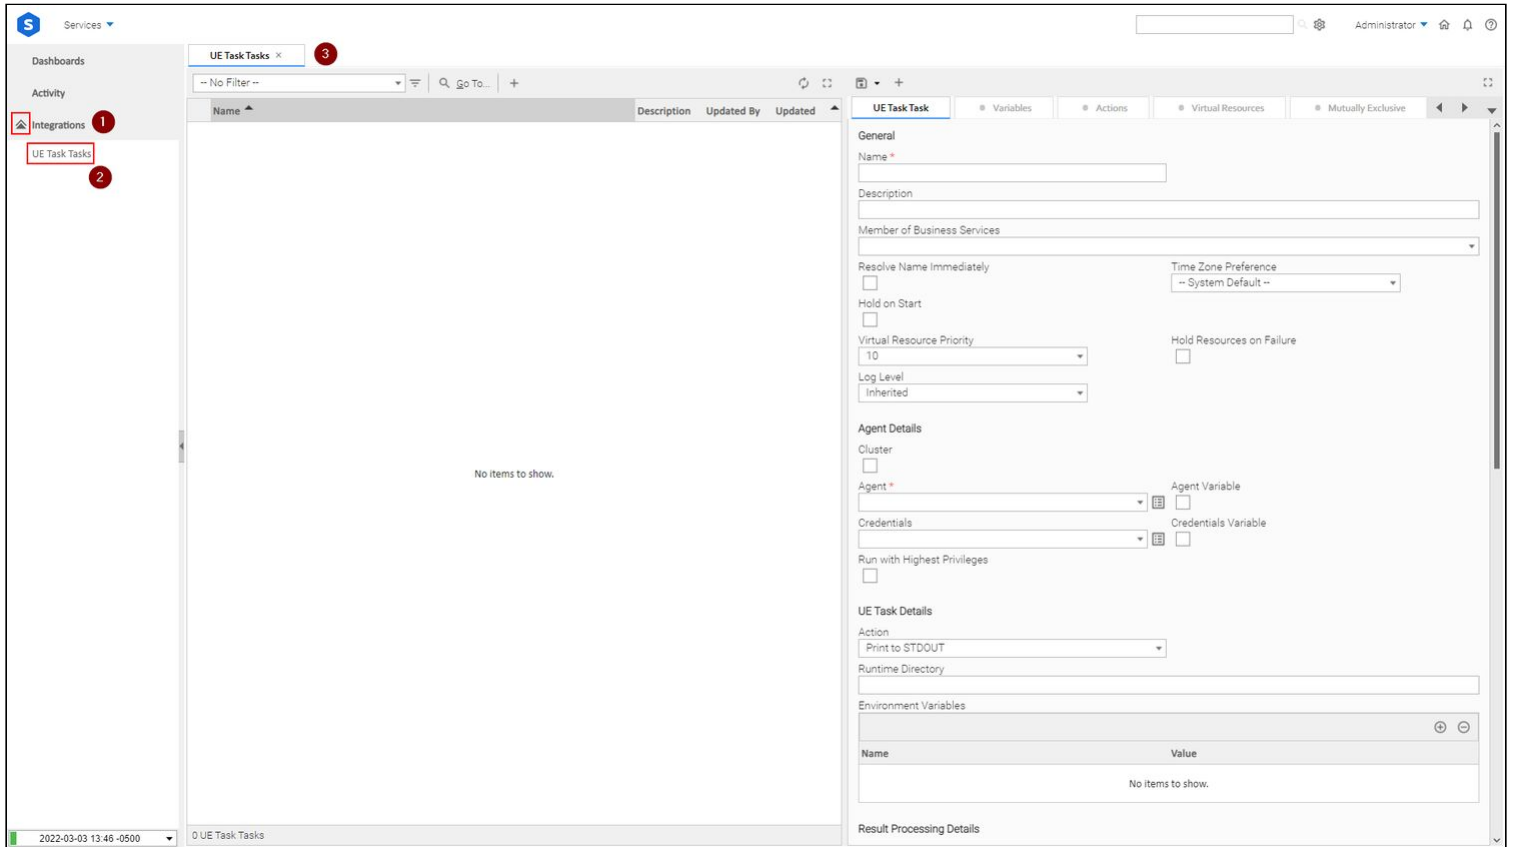 S Services
Administrator
Dashboards
Activity
Integrations 1
UE Task Tasks
2
UE Task Tasks × 3
-- No Filter --
Go To...
Name Description Updated By Updated
No items to show.
0 UE Task Tasks
2022-03-03 13:46 -0500
UE Task Task Variables Actions Virtual Resources Mutually Exclusive
General
Name *
Description
Member of Business Services
Resolve Name Immediately Time Zone Preference
-- System Default --
Hold on Start
Virtual Resource Priority Hold Resources on Failure
10
Log Level
Inherited
Agent Details
Cluster
Agent * Agent Variable
Credentials Credentials Variable
Run with Highest Privileges
UE Task Details
Action
Print to STDOUT
Runtime Directory
Environment Variables
Name Value
No items to show.
Result Processing Details